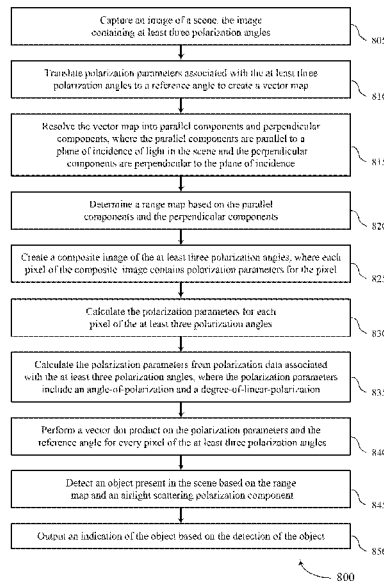 Capture an image of a scene, the image
containing at least three polarization angles
805
Translate polarization parameters associated with the at least three
polarization angles to a reference angle to create a vector map
810
Resolve the vector map into parallel components and perpendicular
components, where the parallel components are parallel to a
plane of incidence of light in the scene and the perpendicular
components are perpendicular to the plane of incidence
815
Determine a range map based on the parallel
components and the perpendicular components
820
Create a composite image of the at least three polarization angles, where each
pixel of the composite image contains polarization parameters for the pixel
825
Calculate the polarization parameters for each
pixel of the at least three polarization angles
830
Calculate the polarization parameters from polarization data associated
with the at least three polarization angles, where the polarization parameters
include an angle-of-polarization and a degree-of-linear-polarization
835
Perform a vector dot product on the polarization parameters and the
reference angle for every pixel of the at least three polarization angles
840
Detect an object present in the scene based on the range
map and an airlight scattering polarization component
845
Output an indication of the object based on the detection of the object
850
800